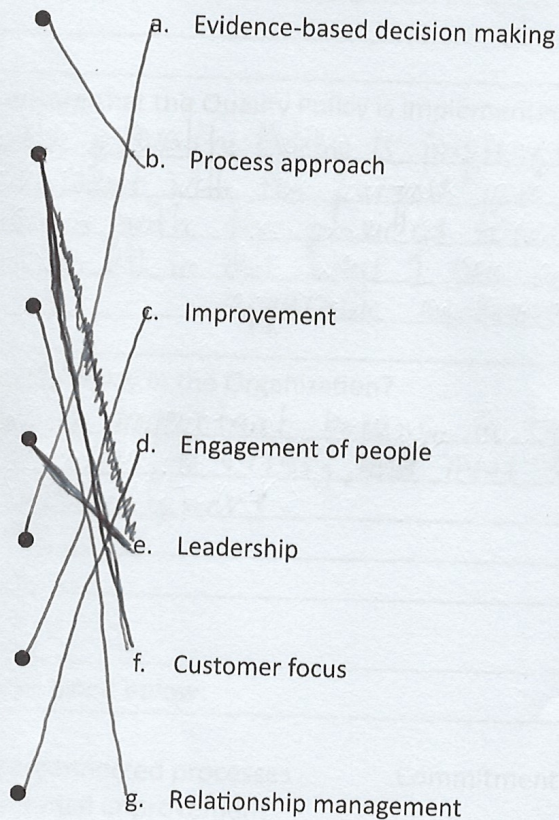 a. Evidence-based decision making
b. Process approach
c. Improvement
d. Engagement of people
e. Leadership
f. Customer focus
g. Relationship management